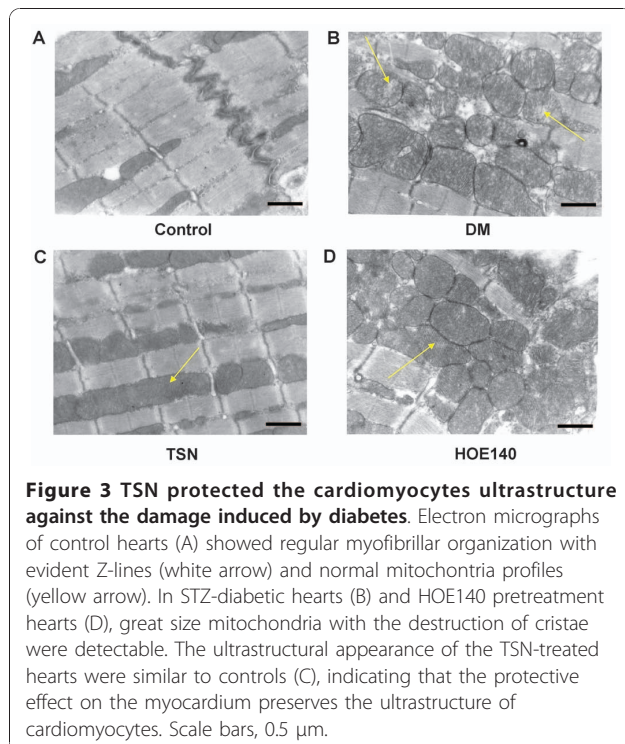 A
B
Control
DM
C
D
TSN
HOE140
Figure 3 TSN protected the cardiomyocytes ultrastructure
against the damage induced by diabetes. Electron micrographs
of control hearts (A) showed regular myofibrillar organization with
evident Z-lines (white arrow) and normal mitochontria profiles
(yellow arrow). In STZ-diabetic hearts (B) and HOE140 pretreatment
hearts (D), great size mitochondria with the destruction of cristae
were detectable. The ultrastructural appearance of the TSN-treated
hearts were similar to controls (C), indicating that the protective
effect on the myocardium preserves the ultrastructure of
cardiomyocytes. Scale bars, 0.5 μm.